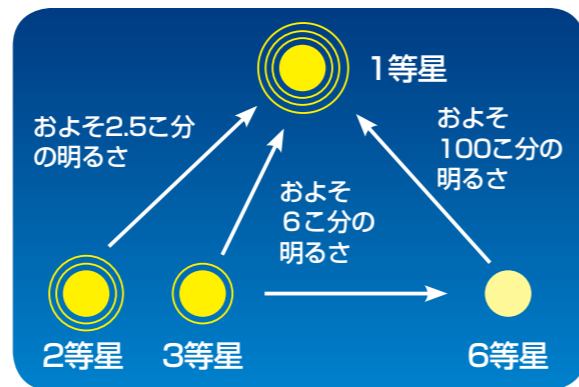 1等星
およそ2.5こ分
の明るさ
およそ
100こ分の
明るさ
およそ
6こ分の
明るさ
2等星
3等星
6等星